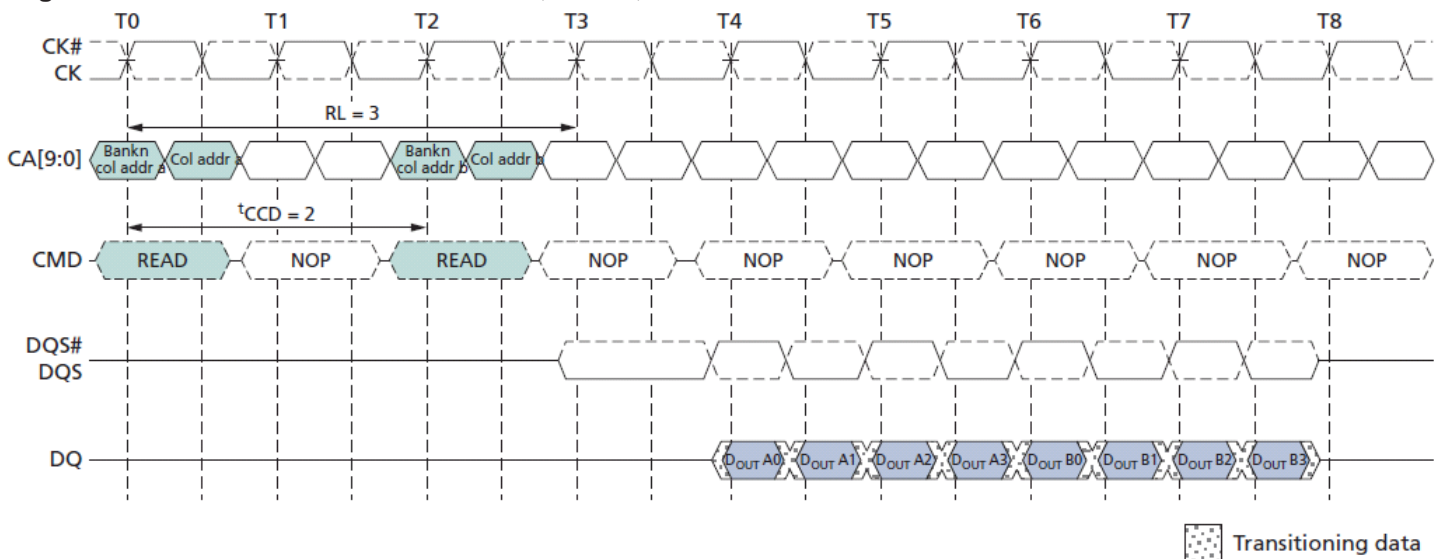 T0 T1 T2 T3 T4 T5 T6 T7 T8
CK#
CK
RL = 3
CA[9:0]
Bankn
col addr a
Col addr a
Bankn
col addr b
Col addr b
tCCD = 2
CMD READ NOP READ NOP NOP NOP NOP NOP NOP
DQS#
DQS
DQ DOUT A0 DOUT A1 DOUT A2 DOUT A3 DOUT B0 DOUT B1 DOUT B2 DOUT B3
Transitioning data